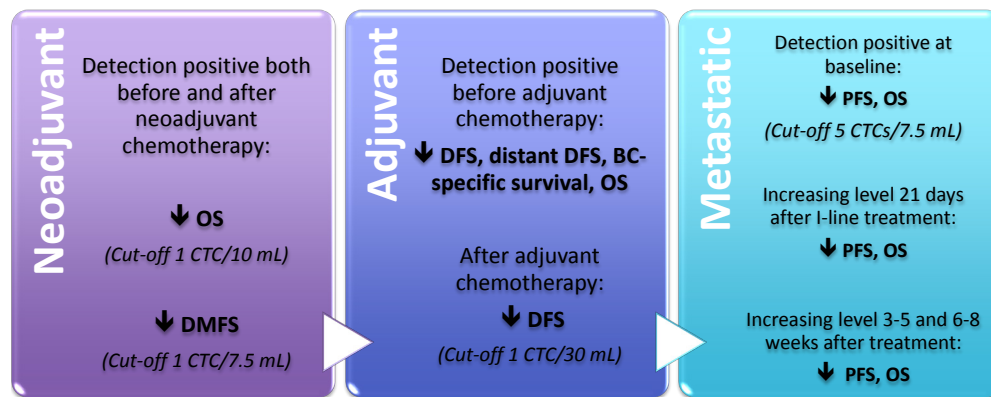 Neoadjuvant
Detection positive both
before and after
neoadjuvant
chemotherapy:
🡻 OS
(Cut-off 1 CTC/10 mL)
🡻 DMFS
(Cut-off 1 CTC/7.5 mL)
Adjuvant
Detection positive
before adjuvant
chemotherapy:
🡻 DFS, distant DFS, BC-
specific survival, OS
After adjuvant
chemotherapy:
🡻 DFS
(Cut-off 1 CTC/30 mL)
Metastatic
Detection positive at
baseline:
🡻 PFS, OS
(Cut-off 5 CTCs/7.5 mL)
Increasing level 21 days
after I-line treatment:
🡻 PFS, OS
Increasing level 3-5 and 6-8
weeks after treatment:
🡻 PFS, OS